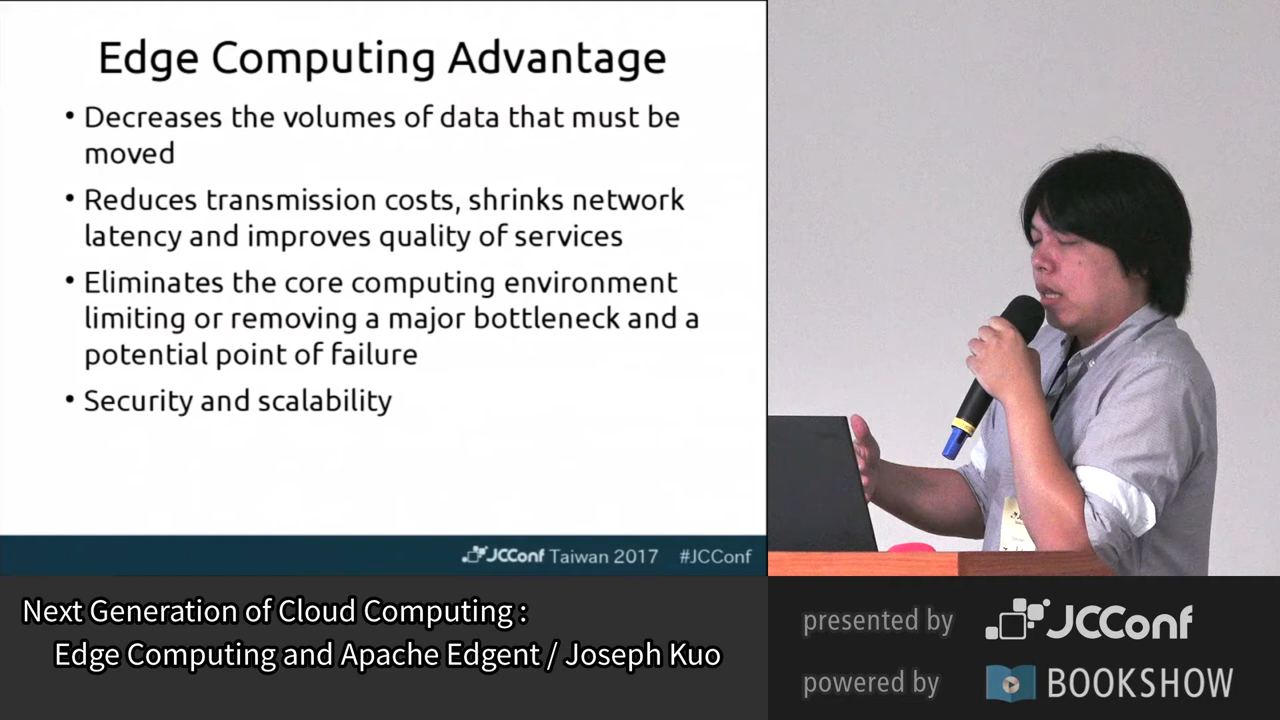 Edge Computing Advantage
• Decreases the volumes of data that must be
moved
• Reduces transmission costs, shrinks network
latency and improves quality of services
• Eliminates the core computing environment
limiting or removing a major bottleneck and a
potential point of failure
• Security and scalability
JCConf Taiwan 2017 #JCConf
Next Generation of Cloud Computing :
Edge Computing and Apache Edgent / Joseph Kuo
presented by JCConf
powered by BOOKSHOW